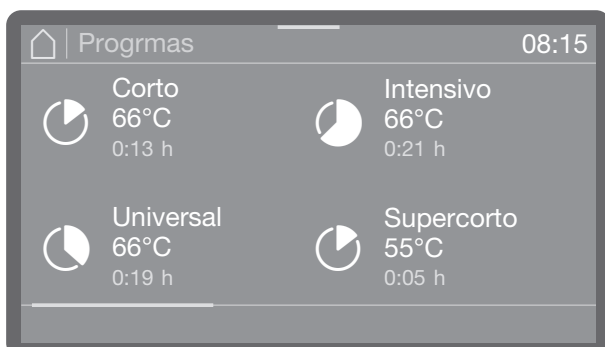 Progrmas 08:15
Corto
66°C
0:13 h
Intensivo
66°C
0:21 h
Universal
66°C
0:19 h
Supercorto
55°C
0:05 h